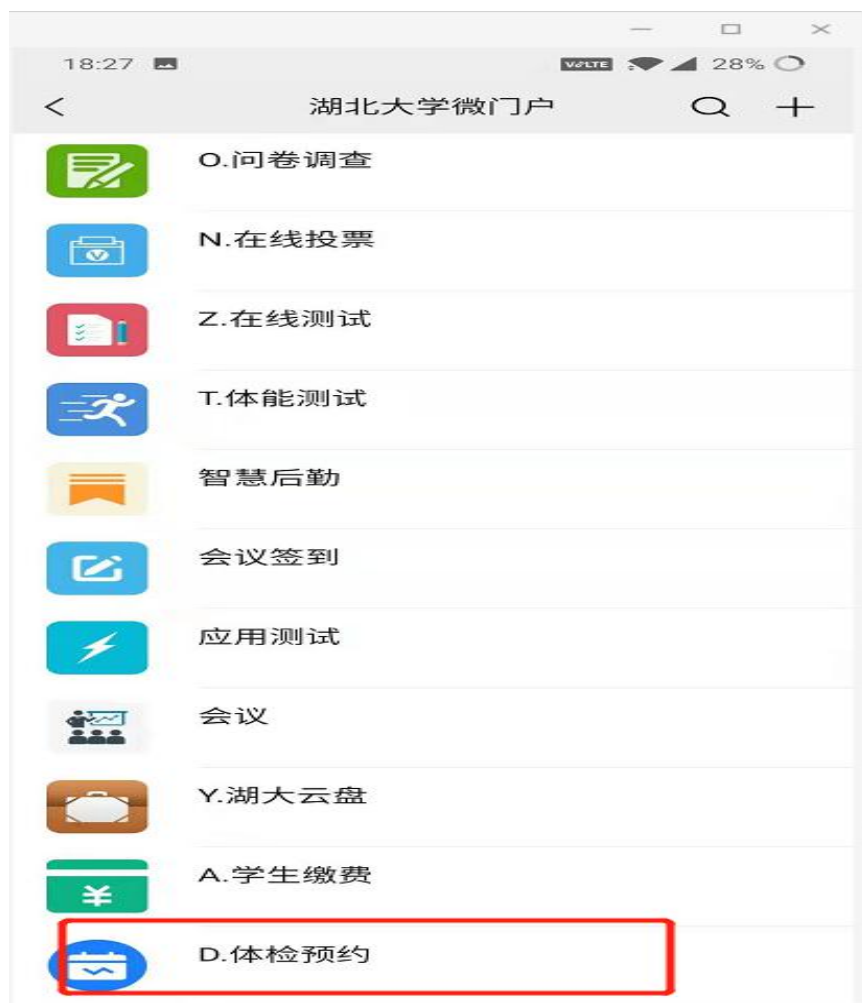 18:27 VoLTE 28%
湖北大学微门户
O.问卷调查
N.在线投票
Z.在线测试
T.体能测试
智慧后勤
会议签到
应用测试
会议
Y.湖大云盘
A.学生缴费
¥
D.体检预约